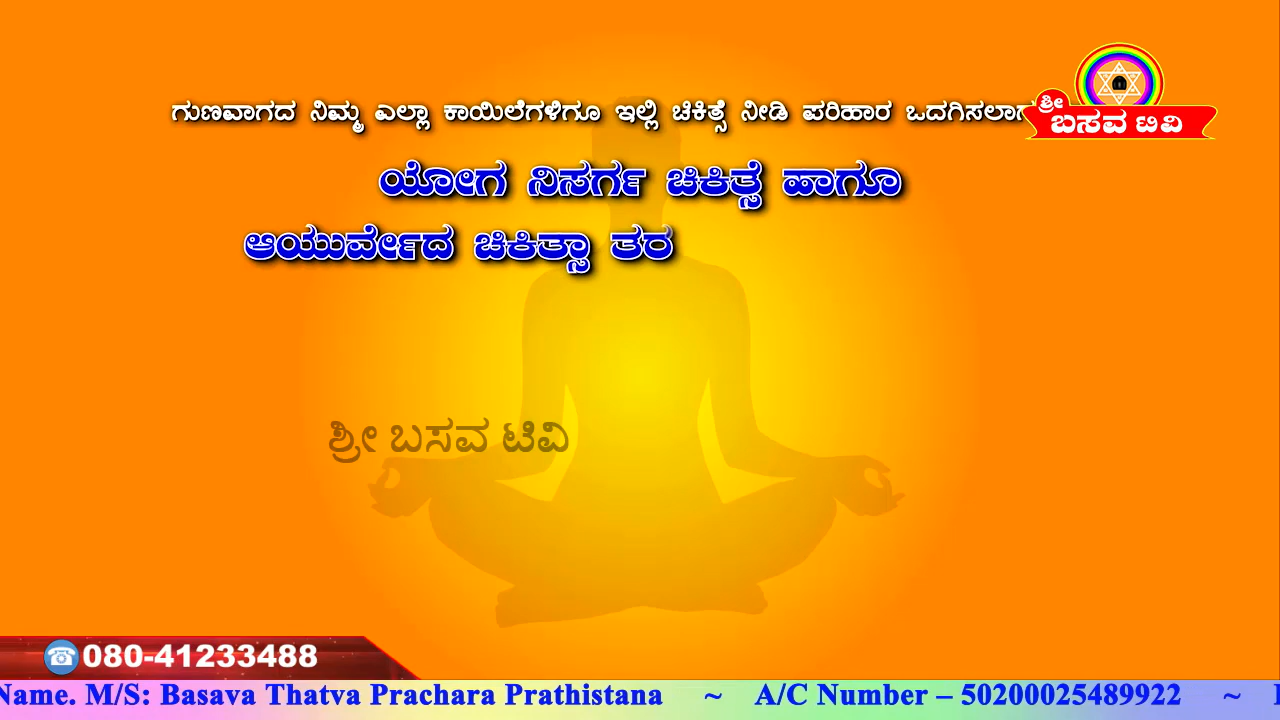 ಗುಣವಾಗದ ನಿಮ್ಮ ಎಲ್ಲಾ ಕಾಯಿಲೆಗಳಿಗೂ ಇಲ್ಲಿ ಚಿಕಿತ್ಸೆ ನೀಡಿ ಪರಿಹಾರ ಒದಗಿಸಲಾಗ
ಶ್ರೀ
ಬಸವ ಟಿವಿ
ಯೋಗ ನಿಸರ್ಗ ಚಿಕಿತ್ಸೆ ಹಾಗೂ
ಆಯುರ್ವೇದ ಚಿಕಿತ್ಸಾ ತರ
ಶ್ರೀ ಬಸವ ಟಿವಿ
080-41233488
Name. M/S: Basava Thatva Prachara Prathistana ~ A/C Number – 50200025489922 ~